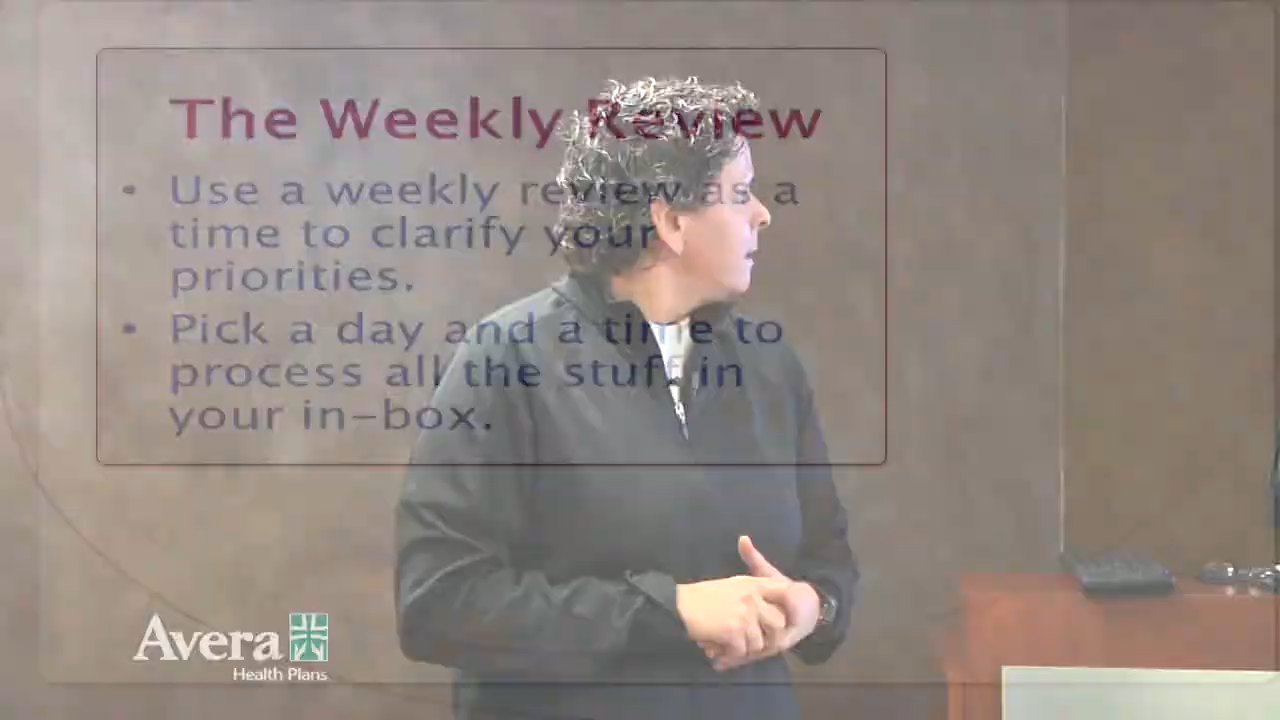 The Weekly Review
• Use a weekly review as a
time to clarify your
priorities.
• Pick a day and a time to
process all the stuff in
your in-box.
Avera
Health Plans